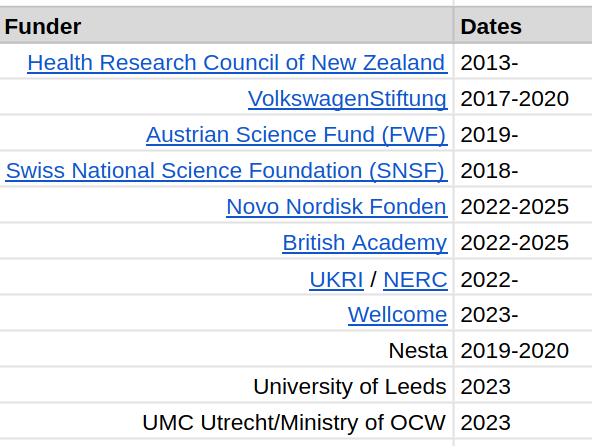 Funder Dates
Health Research Council of New Zealand 2013-
VolkswagenStiftung 2017-2020
Austrian Science Fund (FWF) 2019-
Swiss National Science Foundation (SNSF) 2018-
Novo Nordisk Fonden 2022-2025
British Academy 2022-2025
UKRI / NERC 2022-
Wellcome 2023-
Nesta 2019-2020
University of Leeds 2023
UMC Utrecht/Ministry of OCW 2023